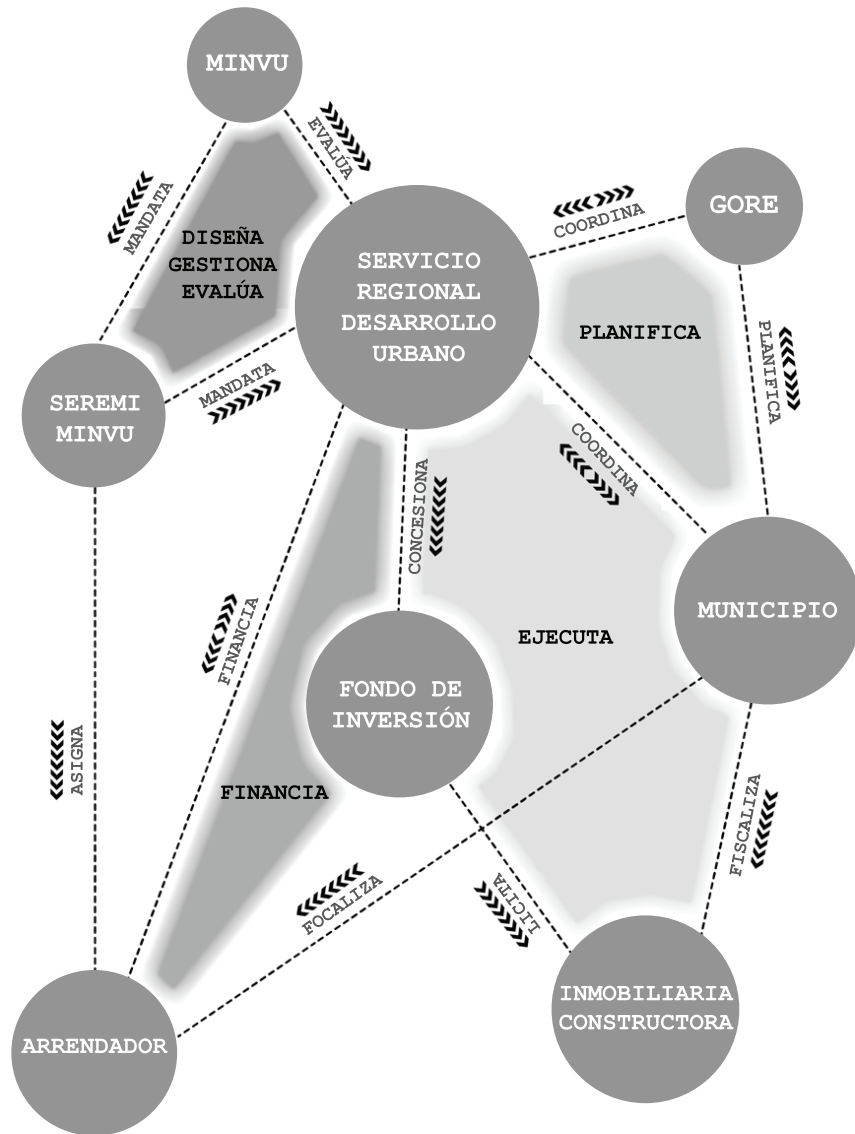 MINVU
EVALÚA
MANDATA
GORE
COORDINA
DISEÑA
GESTIONA
EVALÚA
SERVICIO
REGIONAL
DESARROLLO
URBANO
PLANIFICA
PLANIFICA
SEREMI
MINVU
MANDATA
COORDINA
CONCESIONA
FINANCIA
MUNICIPIO
EJECUTA
FONDO DE
INVERSIÓN
ASIGNA
FINANCIA
FISCALIZA
FOCALIZA
LICITA
INMOBILIARIA
CONSTRUCTORA
ARRENDADOR